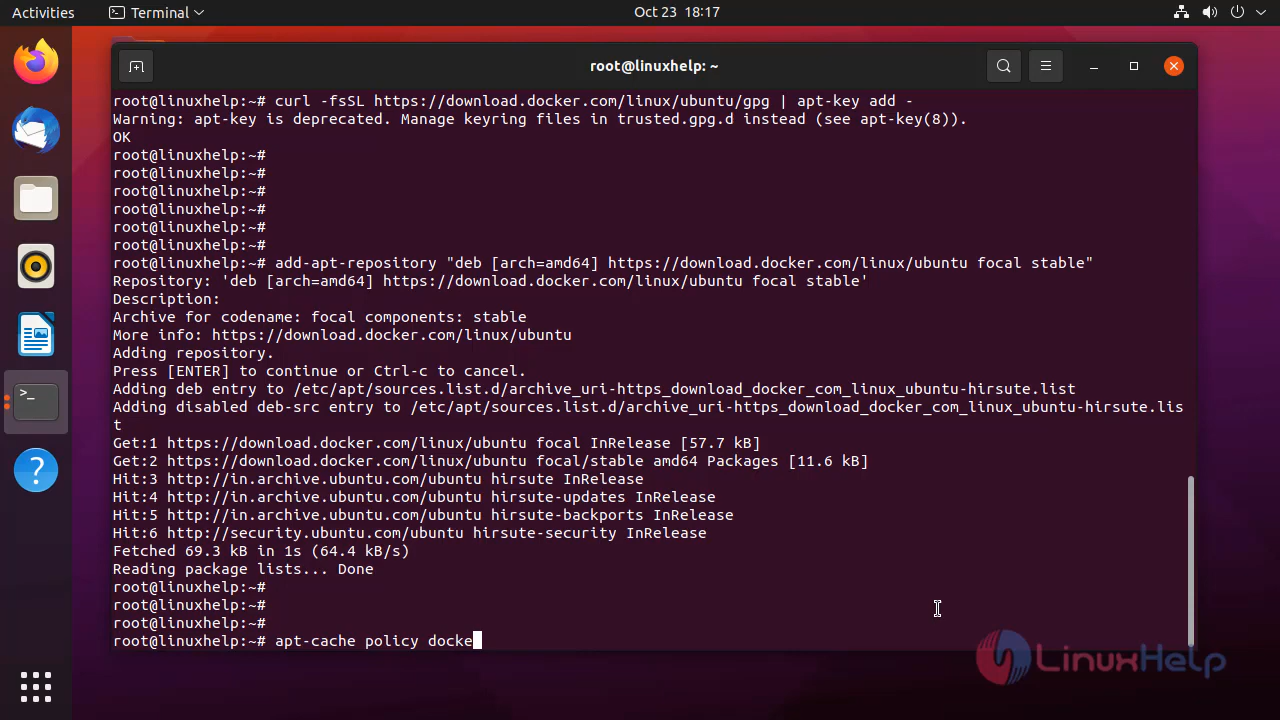 Activities
Terminal
Oct 23 18:17
root@linuxhelp: ~
root@linuxhelp:~# curl -fsSL https://download.docker.com/linux/ubuntu/gpg | apt-key add -
Warning: apt-key is deprecated. Manage keyring files in trusted.gpg.d instead (see apt-key(8)).
OK
root@linuxhelp:~#
root@linuxhelp:~#
root@linuxhelp:~#
root@linuxhelp:~#
root@linuxhelp:~#
root@linuxhelp:~#
root@linuxhelp:~# add-apt-repository "deb [arch=amd64] https://download.docker.com/linux/ubuntu focal stable"
Repository: 'deb [arch=amd64] https://download.docker.com/linux/ubuntu focal stable'
Description:
Archive for codename: focal components: stable
More info: https://download.docker.com/linux/ubuntu
Adding repository.
Press [ENTER] to continue or Ctrl-c to cancel.
Adding deb entry to /etc/apt/sources.list.d/archive_uri-https_download_docker_com_linux_ubuntu-hirsute.list
Adding disabled deb-src entry to /etc/apt/sources.list.d/archive_uri-https_download_docker_com_linux_ubuntu-hirsute.lis
t
Get:1 https://download.docker.com/linux/ubuntu focal InRelease [57.7 kB]
Get:2 https://download.docker.com/linux/ubuntu focal/stable amd64 Packages [11.6 kB]
Hit:3 http://in.archive.ubuntu.com/ubuntu hirsute InRelease
Hit:4 http://in.archive.ubuntu.com/ubuntu hirsute-updates InRelease
Hit:5 http://in.archive.ubuntu.com/ubuntu hirsute-backports InRelease
Hit:6 http://security.ubuntu.com/ubuntu hirsute-security InRelease
Fetched 69.3 kB in 1s (64.4 kB/s)
Reading package lists... Done
root@linuxhelp:~#
root@linuxhelp:~#
root@linuxhelp:~#
root@linuxhelp:~# apt-cache policy docke
LinuxHelp